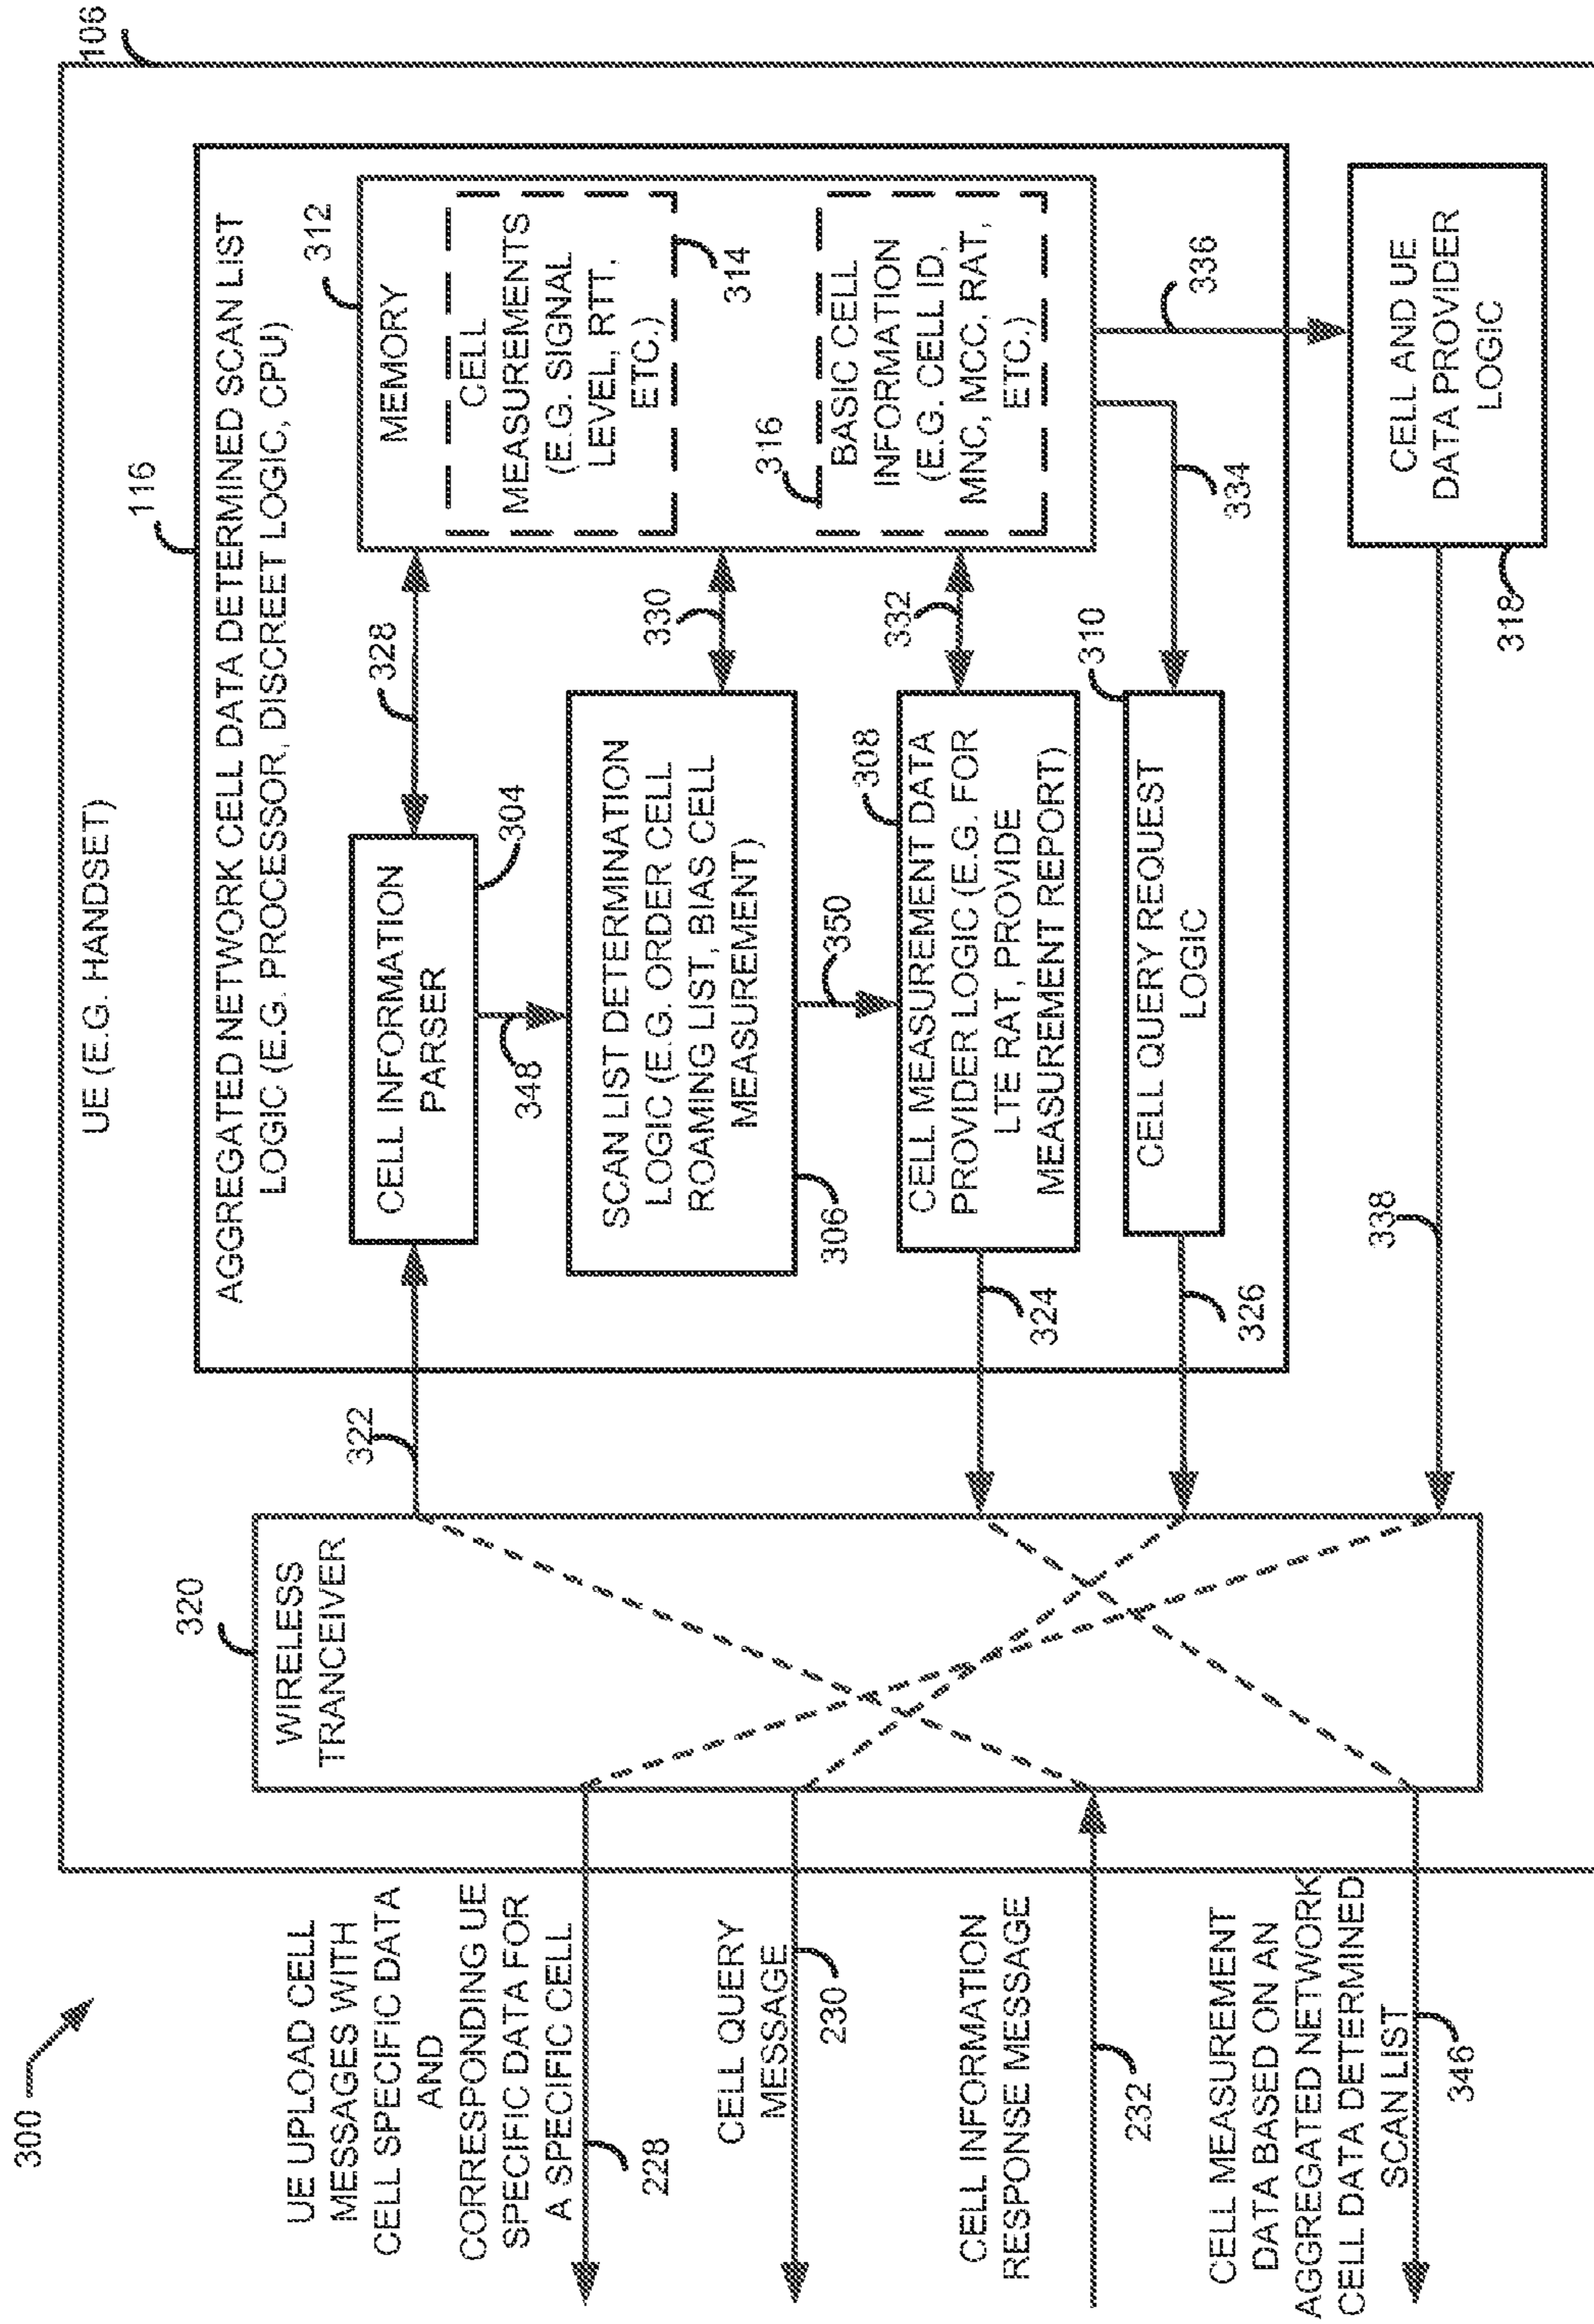 300
UE (E.G. HANDSET)
106
116
AGGREGATED NETWORK CELL DATA DETERMINED SCAN LIST
LOGIC (E.G. PROCESSOR, DISCREET LOGIC, CPU)
320
WIRELESS
TRANCEIVER
322
CELL INFORMATION
PARSER
304
328
348
312
MEMORY
CELL
MEASUREMENTS
(E.G. SIGNAL
LEVEL, RTT,
ETC.)
314
SCAN LIST DETERMINATION
LOGIC (E.G. ORDER CELL
ROAMING LIST, BIAS CELL
MEASUREMENT)
306
330
350
316
BASIC CELL
INFORMATION
(E.G. CELL ID,
MNC, MCC, RAT,
ETC.)
308
332
CELL MEASUREMENT DATA
PROVIDER LOGIC (E.G. FOR
LTE RAT, PROVIDE
MEASUREMENT REPORT)
324
310
CELL QUERY REQUEST
LOGIC
326
334
336
338
CELL AND UE
DATA PROVIDER
LOGIC
318
UE UPLOAD CELL
MESSAGES WITH
CELL SPECIFIC DATA
AND
CORRESPONDING UE
SPECIFIC DATA FOR
A SPECIFIC CELL
228
CELL QUERY
MESSAGE
230
CELL INFORMATION
RESPONSE MESSAGE
232
CELL MEASUREMENT
DATA BASED ON AN
AGGREGATED NETWORK
CELL DATA DETERMINED
SCAN LIST
346